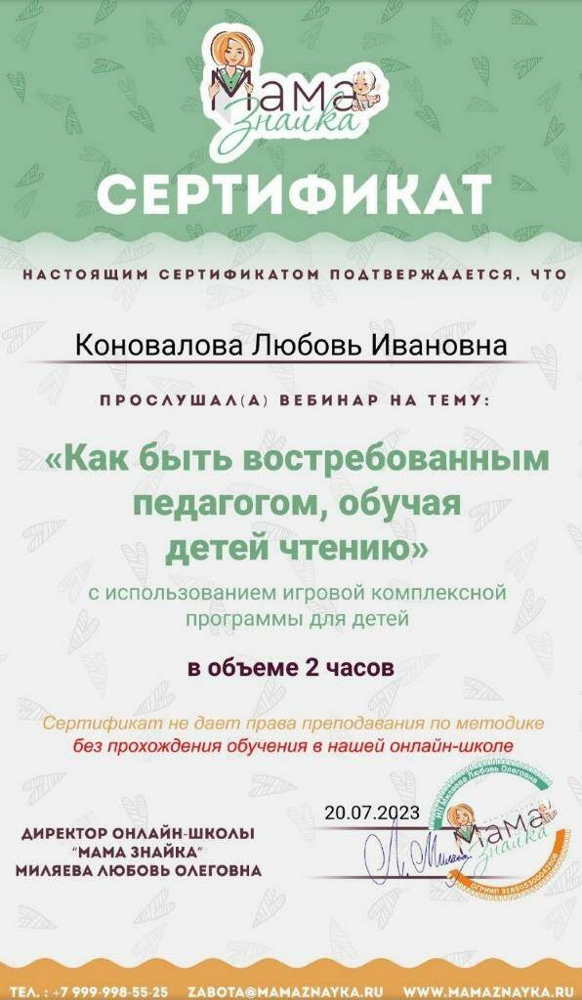 Мама
Знайка
СЕРТИФИКАТ
НАСТОЯЩИМ СЕРТИФИКАТОМ ПОДТВЕРЖДАЕТСЯ, ЧТО
Коновалова Любовь Ивановна
ПРОСЛУШАЛ(А) ВЕБИНАР НА ТЕМУ:
«Как быть востребованным
педагогом, обучая
детей чтению»
с использованием игровой комплексной
программы для детей
в объеме 2 часов
Сертификат не дает права преподавания по методике
без прохождения обучения в нашей онлайн-школе
20.07.2023
ДИРЕКТОР ОНЛАЙН-ШКОЛЫ
"МАМА ЗНАЙКА"
МИЛЯЕВА ЛЮБОВЬ ОЛЕГОВНА
ИП Миляева Любовь Олеговна
Мама
Знайка
ОГРНИП
ТЕЛ. : +7 999-998-55-25 ZABOTA@MAMAZNAYKA.RU WWW.MAMAZNAYKA.RU